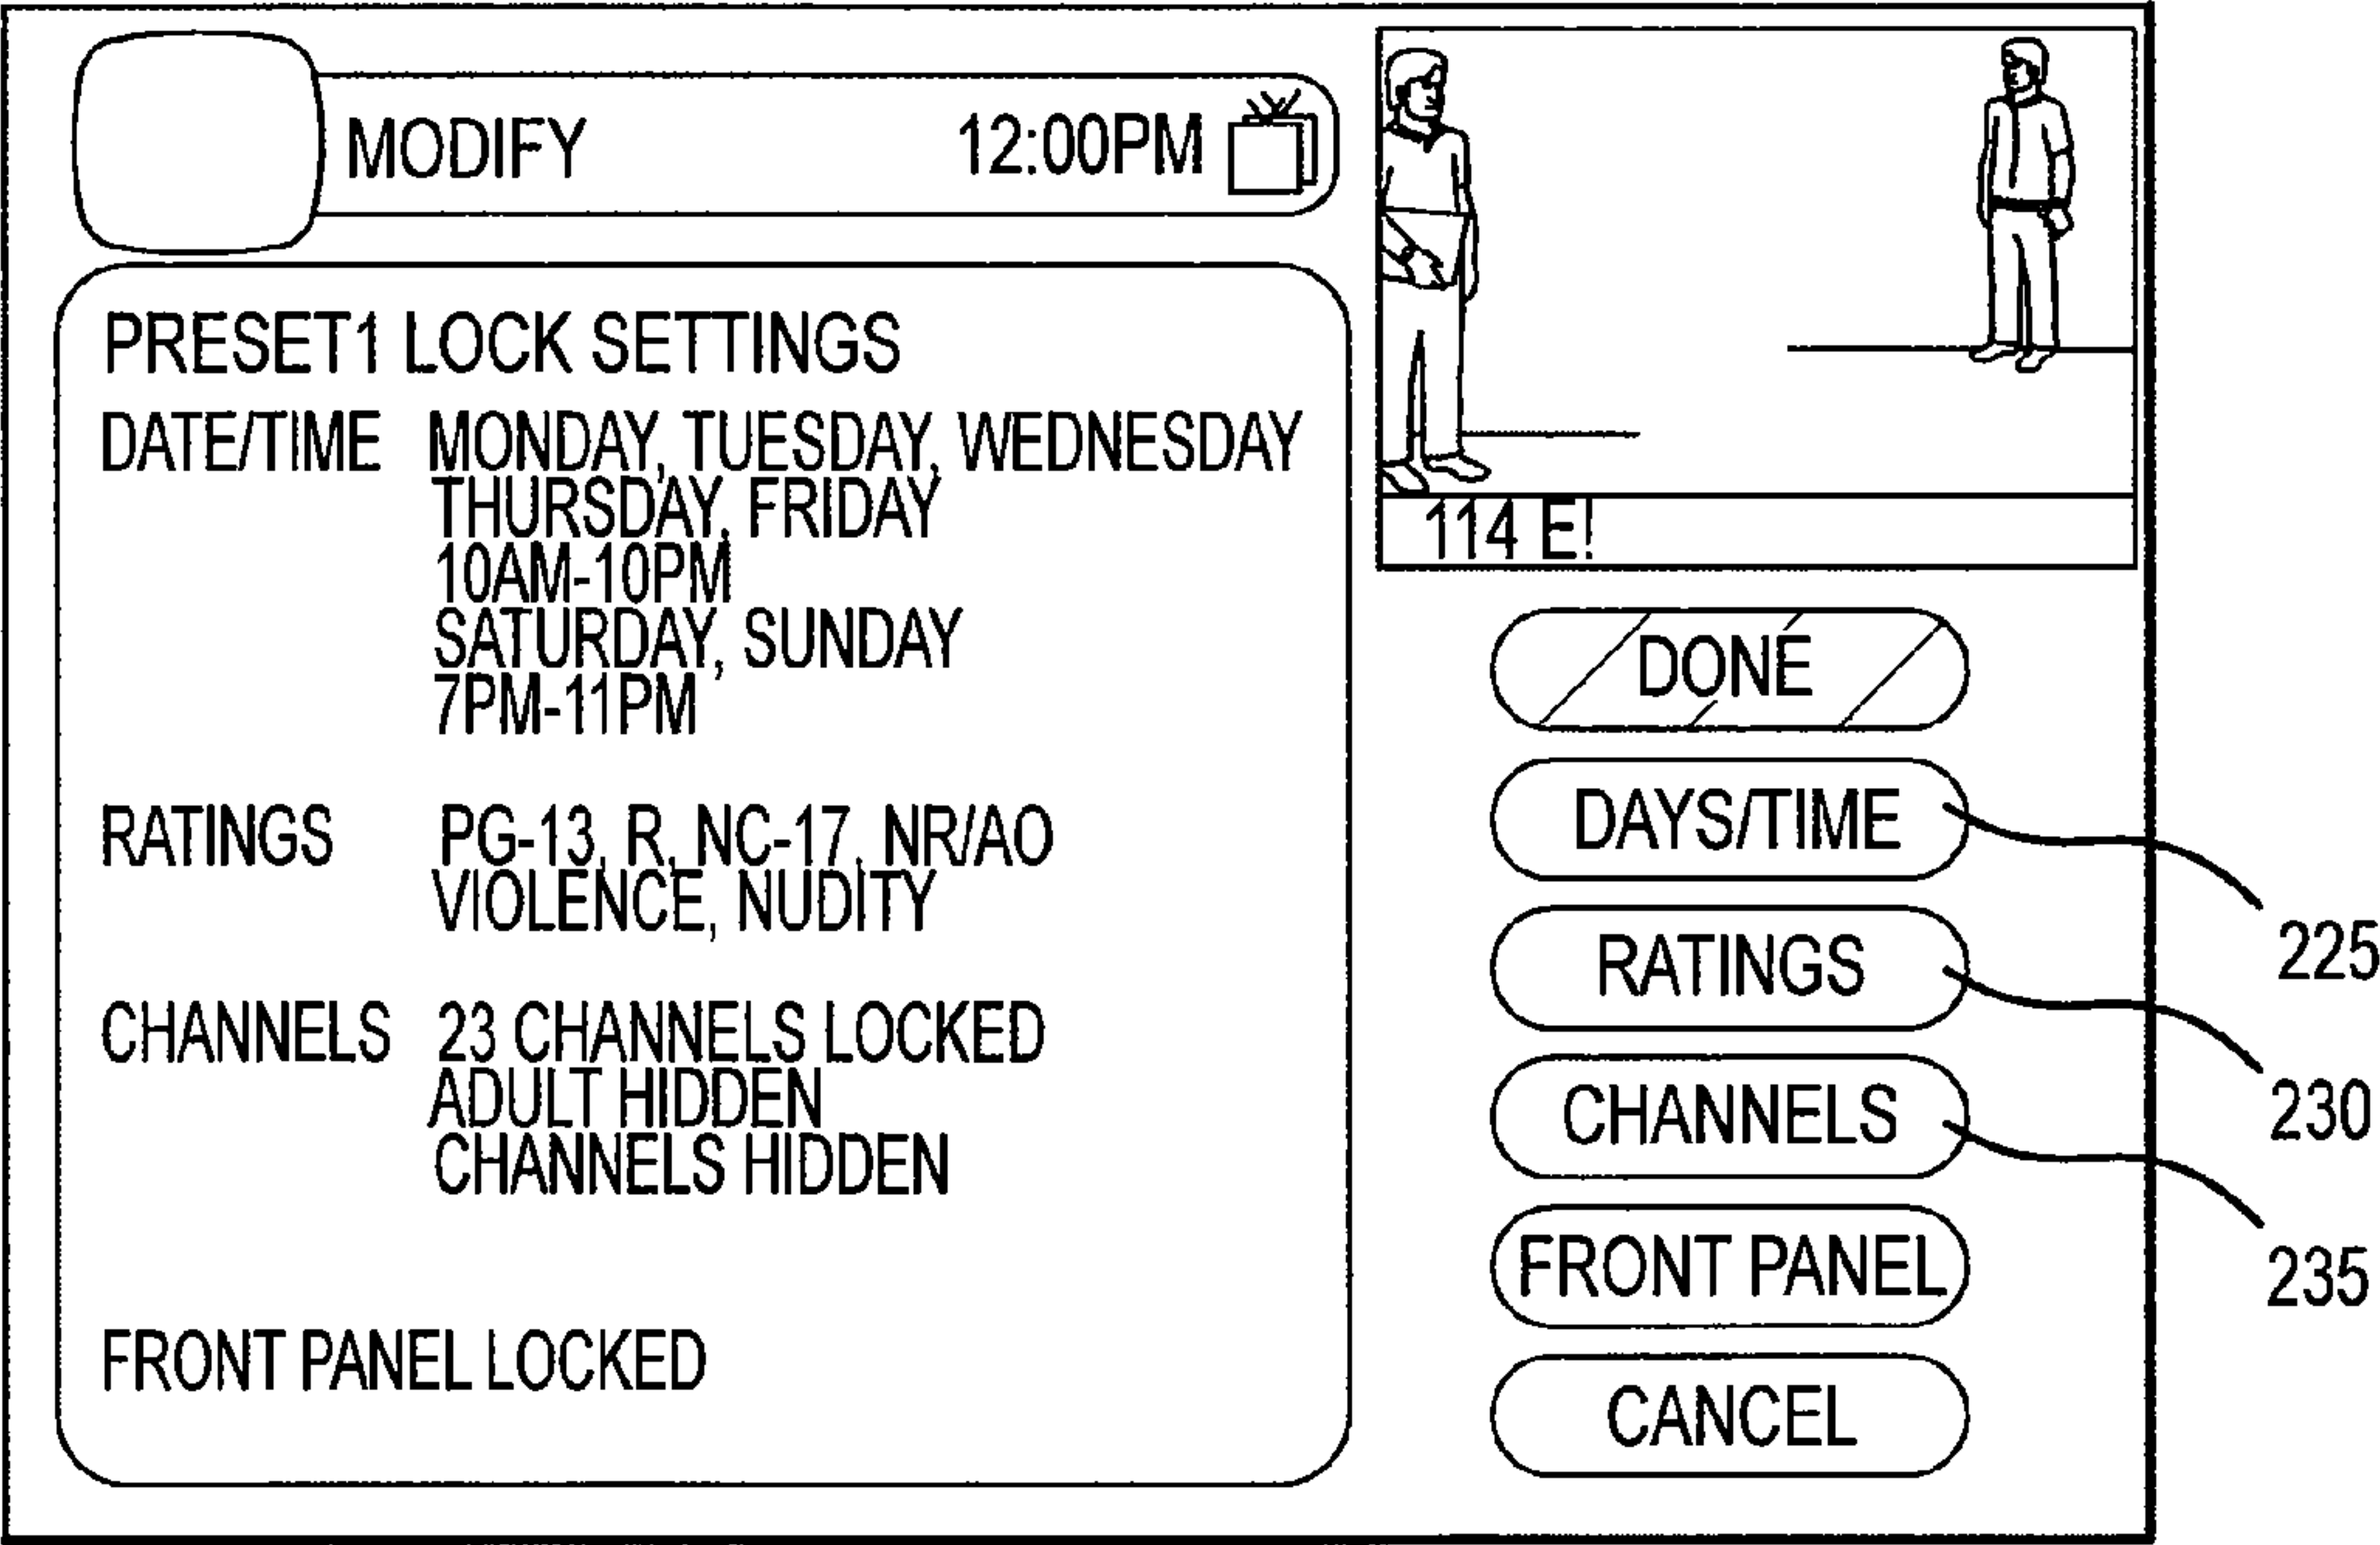 MODIFY 12:00PM
PRESET1 LOCK SETTINGS
DATE/TIME MONDAY, TUESDAY, WEDNESDAY
THURSDAY, FRIDAY
10AM-10PM
SATURDAY, SUNDAY
7PM-11PM
RATINGS PG-13, R, NC-17, NR/AO
VIOLENCE, NUDITY
CHANNELS 23 CHANNELS LOCKED
ADULT HIDDEN
CHANNELS HIDDEN
FRONT PANEL LOCKED
114 E!
DONE
DAYS/TIME
225
RATINGS
230
CHANNELS
235
FRONT PANEL
CANCEL